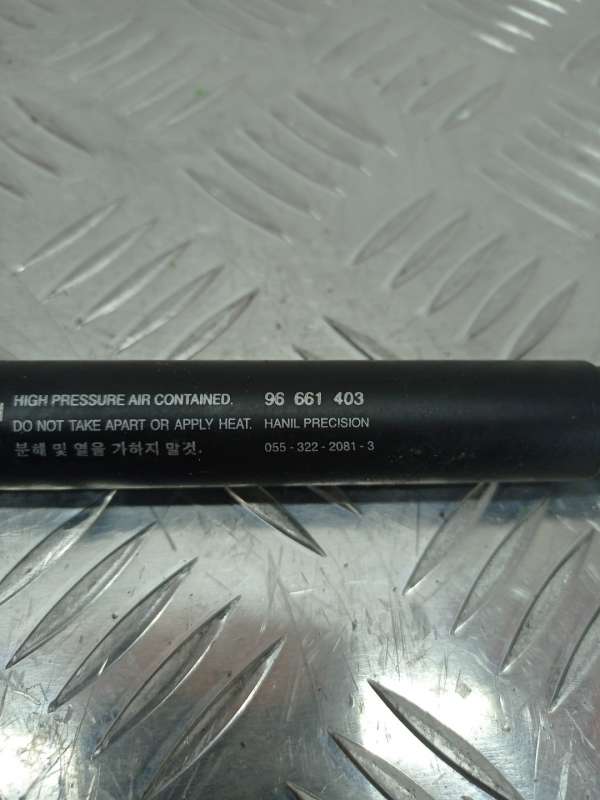 HIGH PRESSURE AIR CONTAINED. 96 661 403
DO NOT TAKE APART OR APPLY HEAT. HANIL PRECISION
분해 및 열을 가하지 말것. 055-322-2081-3